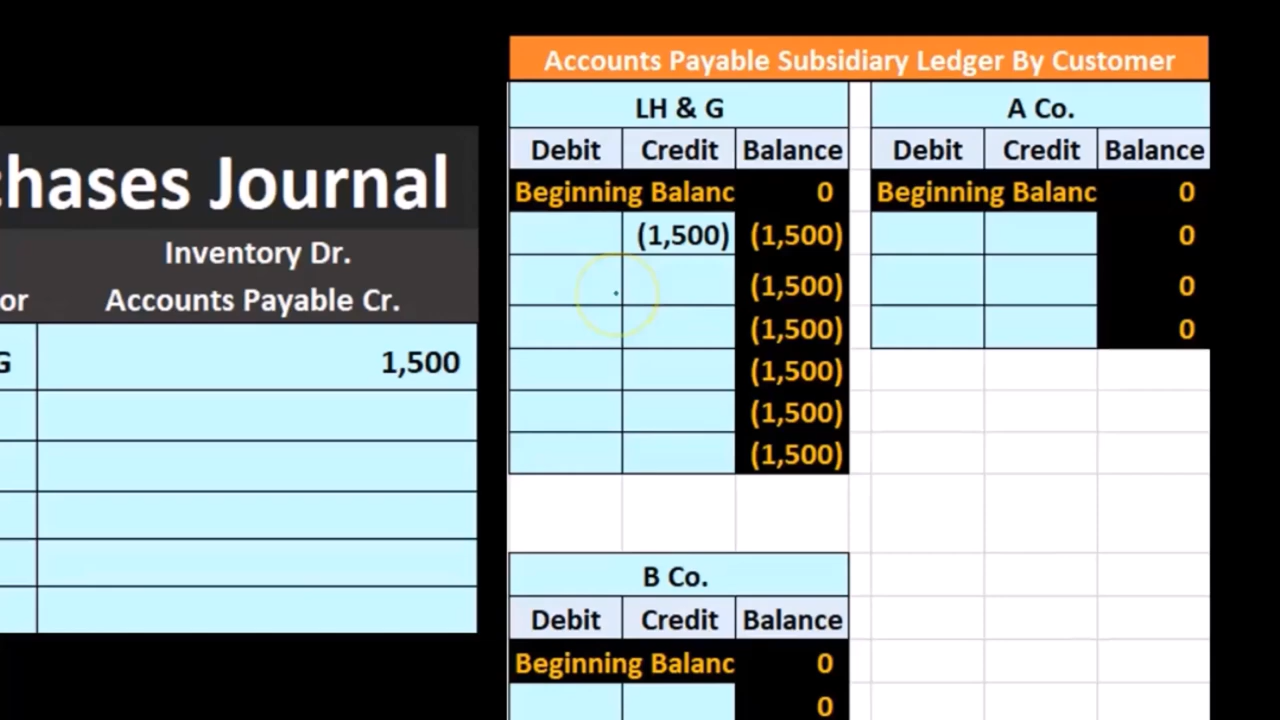 chases Journal
Inventory Dr.
or Accounts Payable Cr.
G 1,500
Accounts Payable Subsidiary Ledger By Customer
LH & G A Co.
Debit Credit Balance Debit Credit Balance
Beginning Balanc 0 Beginning Balanc 0
(1,500) (1,500) 0
(1,500) 0
(1,500) 0
(1,500)
(1,500)
(1,500)
B Co.
Debit Credit Balance
Beginning Balanc 0
0